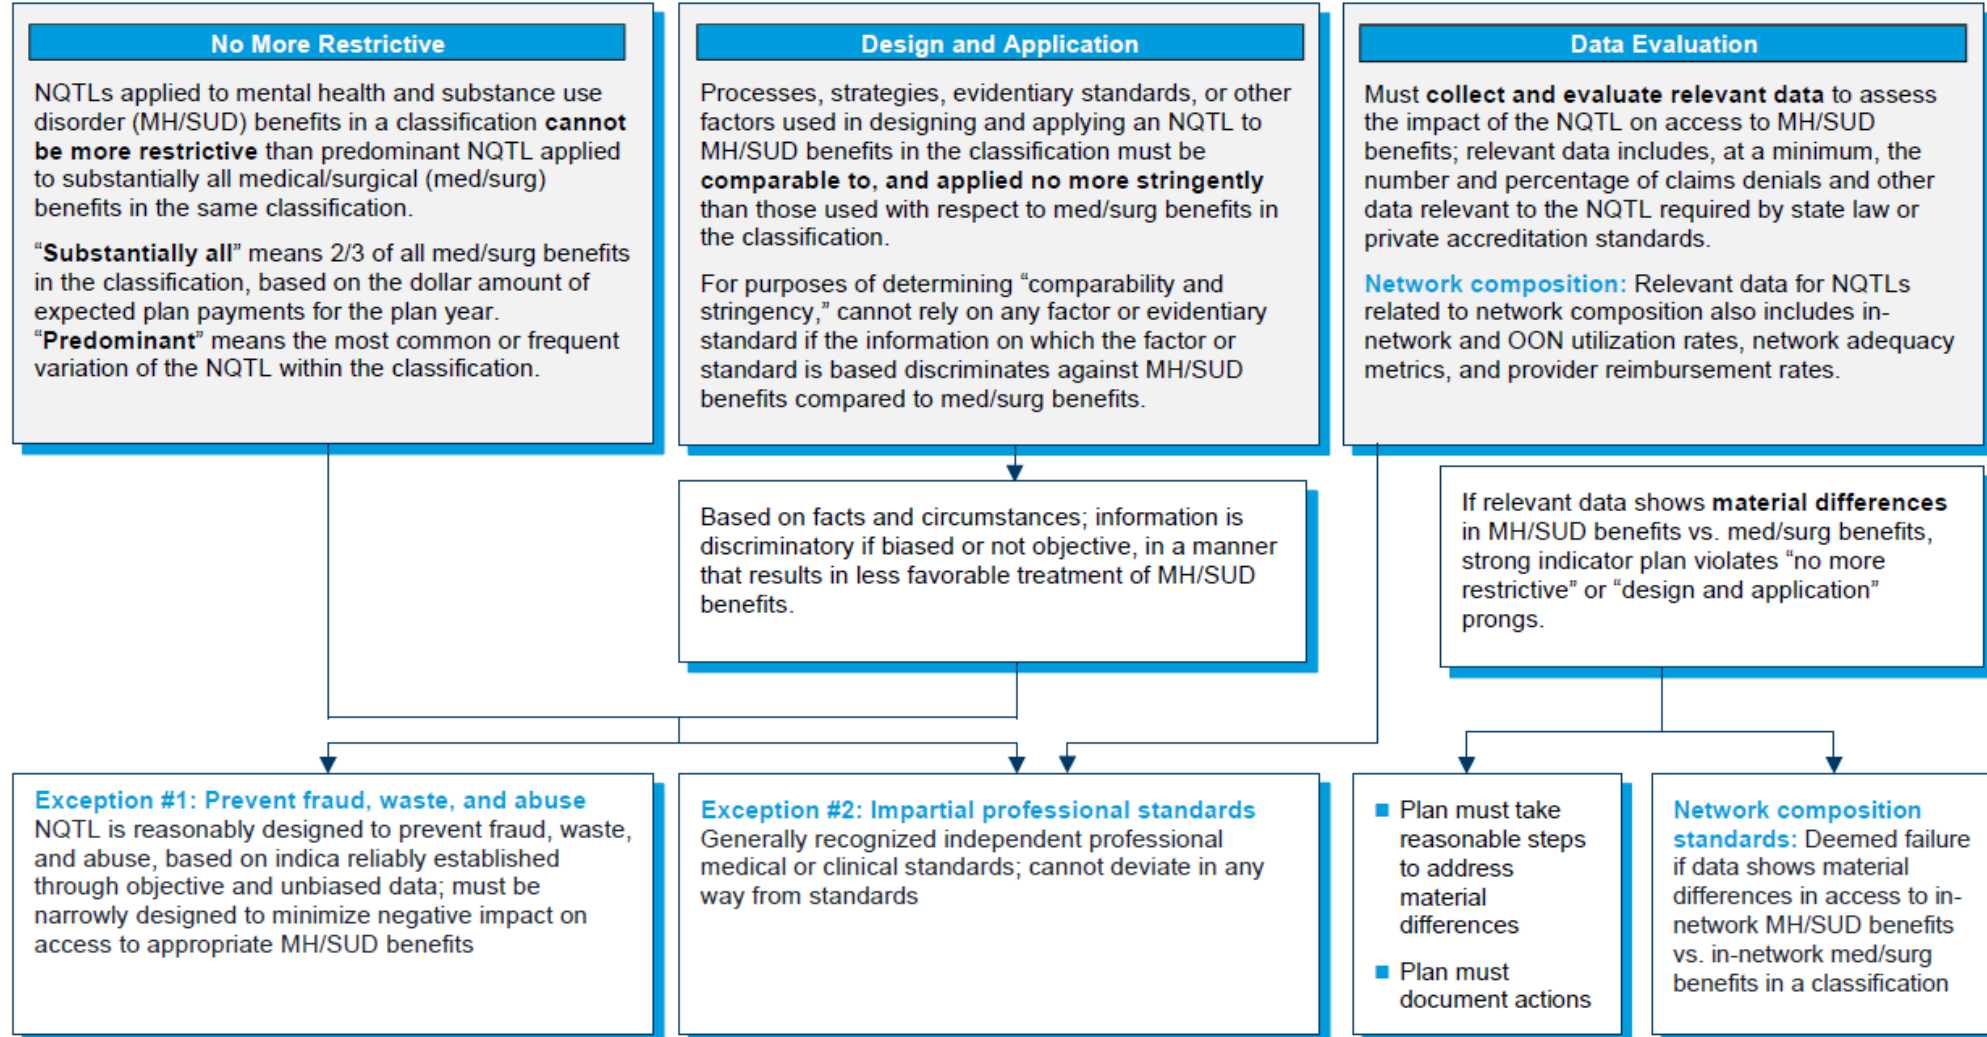 No More Restrictive
NQTLs applied to mental health and substance use
disorder (MH/SUD) benefits in a classification cannot
be more restrictive than predominant NQTL applied
to substantially all medical/surgical (med/surg)
benefits in the same classification.
“Substantially all” means 2/3 of all med/surg benefits
in the classification, based on the dollar amount of
expected plan payments for the plan year.
“Predominant” means the most common or frequent
variation of the NQTL within the classification.
Design and Application
Processes, strategies, evidentiary standards, or other
factors used in designing and applying an NQTL to
MH/SUD benefits in the classification must be
comparable to, and applied no more stringently
than those used with respect to med/surg benefits in
the classification.
For purposes of determining “comparability and
stringency,” cannot rely on any factor or evidentiary
standard if the information on which the factor or
standard is based discriminates against MH/SUD
benefits compared to med/surg benefits.
Data Evaluation
Must collect and evaluate relevant data to assess
the impact of the NQTL on access to MH/SUD
benefits; relevant data includes, at a minimum, the
number and percentage of claims denials and other
data relevant to the NQTL required by state law or
private accreditation standards.
Network composition: Relevant data for NQTLs
related to network composition also includes in-
network and OON utilization rates, network adequacy
metrics, and provider reimbursement rates.
Based on facts and circumstances; information is
discriminatory if biased or not objective, in a manner
that results in less favorable treatment of MH/SUD
benefits.
If relevant data shows material differences
in MH/SUD benefits vs. med/surg benefits,
strong indicator plan violates “no more
restrictive” or “design and application”
prongs.
Exception #1: Prevent fraud, waste, and abuse
NQTL is reasonably designed to prevent fraud, waste,
and abuse, based on indica reliably established
through objective and unbiased data; must be
narrowly designed to minimize negative impact on
access to appropriate MH/SUD benefits
Exception #2: Impartial professional standards
Generally recognized independent professional
medical or clinical standards; cannot deviate in any
way from standards
Plan must take
reasonable steps
to address
material
differences
Plan must
document actions
Network composition
standards: Deemed failure
if data shows material
differences in access to in-
network MH/SUD benefits
vs. in-network med/surg
benefits in a classification